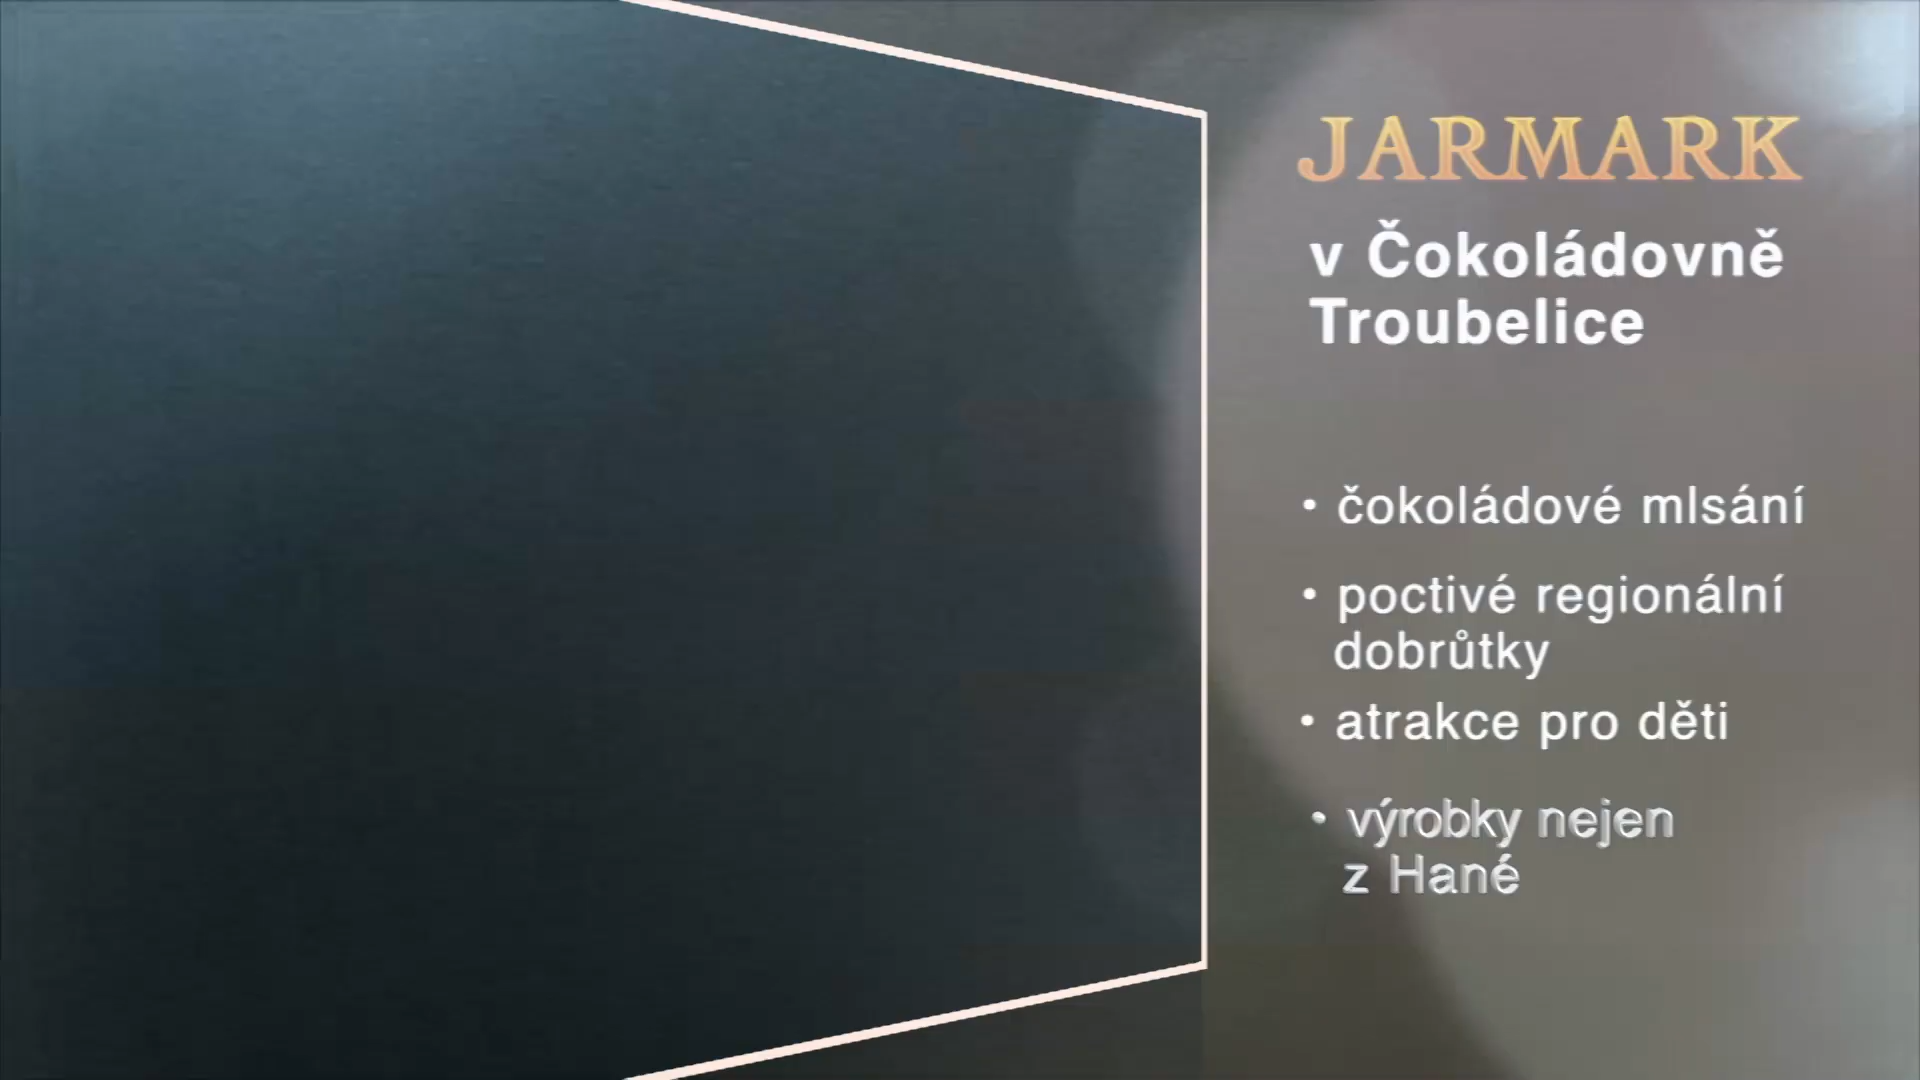 JARMARK
v Čokoládovně
Troubelice
• čokoládové mlsání
• poctivé regionální
dobrůtky
• atrakce pro děti
• výrobky nejen
z Hané